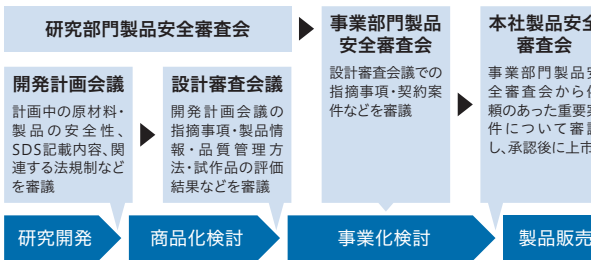 研究部門製品安全審査会
開発計画会議
計画中の原材料・
製品の安全性、
SDS記載内容、関
連する法規制など
を審議
設計審査会議
開発計画会議の
指摘事項・製品情
報・品質管理方
法・試作品の評価
結果などを審議
事業部門製品
安全審査会
設計審査会議での
指摘事項・契約案
件などを審議
本社製品安全
審査会
事業部門製品安
全審査会から依
頼のあった重要案
件について審議
し、承認後に上市
研究開発
商品化検討
事業化検討
製品販売